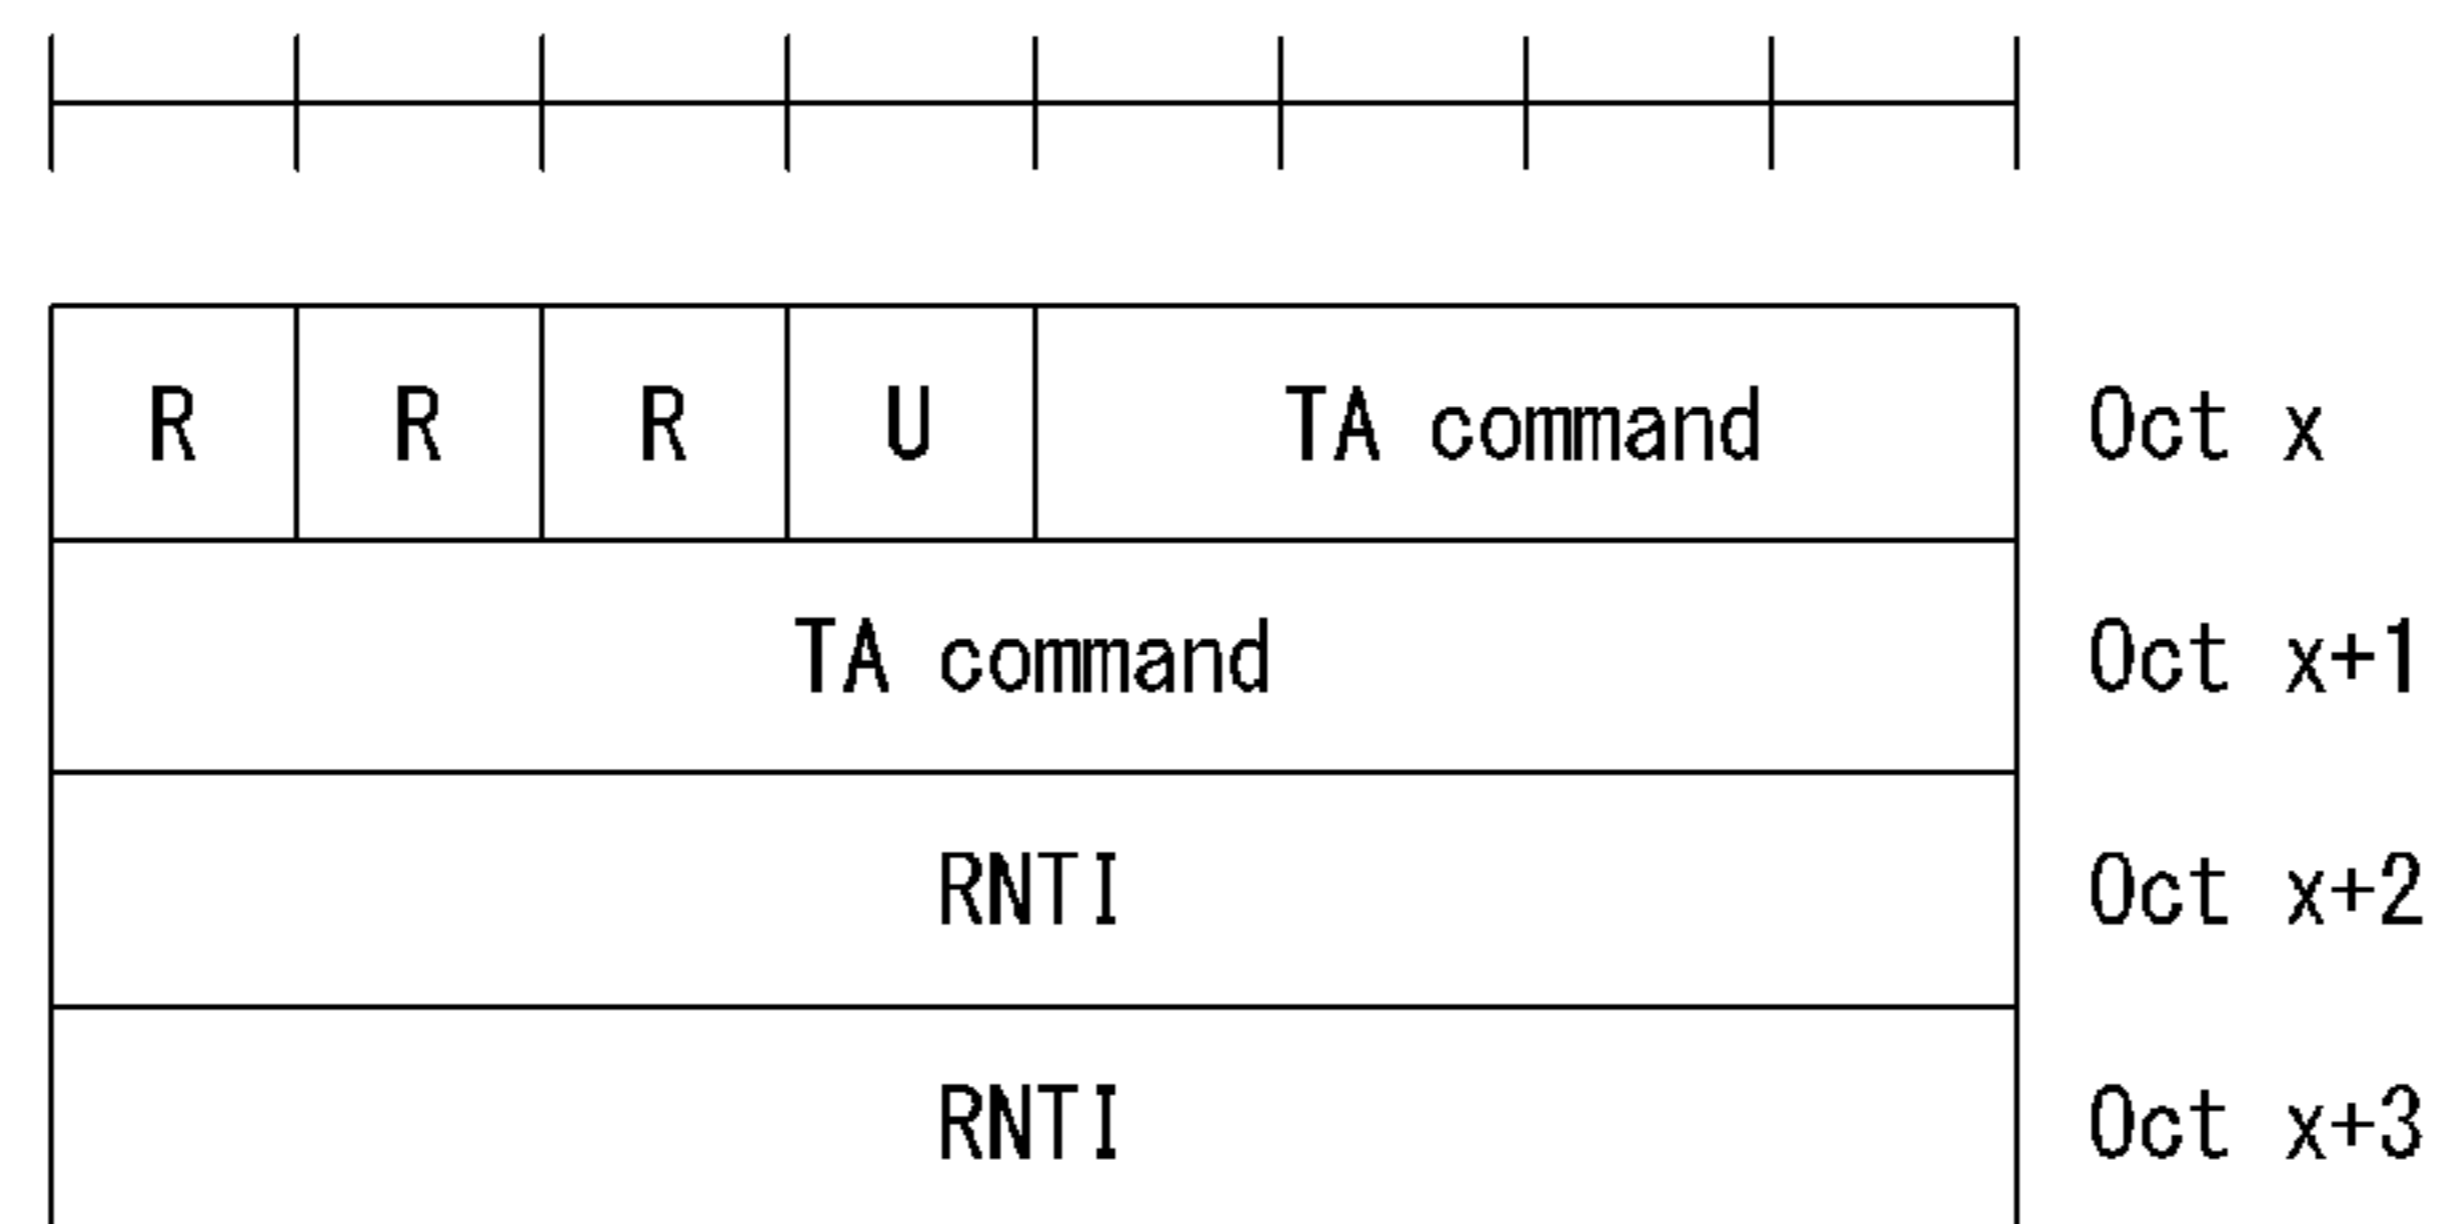 R R R U TA command Oct x
TA command Oct x+1
RNTI Oct x+2
RNTI Oct x+3